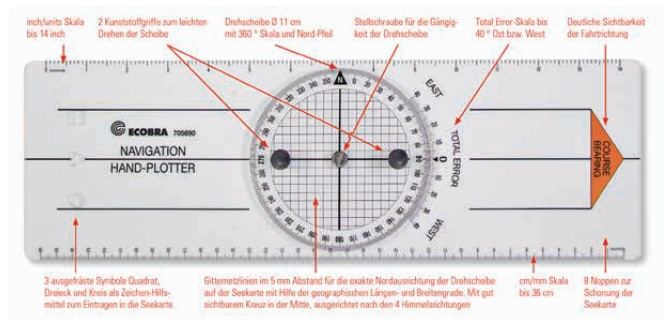 inch/units Skala
bis 14 inch
2 Kunststoffgriffe zum leichten
Drehen der Scheibe
Drehscheibe Ø 11 cm
mit 360 ° Skala und Nord-Pfeil
Stellschraube für die Gängig-
keit der Drehscheibe
Total Error-Skala bis
40 ° Ost bzw. West
Deutliche Sichtbarkeit
der Fahrtrichtung
N
EAST
ECOBRA 705690
NAVIGATION
HAND-PLOTTER
270
TOTAL ERROR
0
COURSE
BEARING
WEST
3 ausgefräste Symbole Quadrat,
Dreieck und Kreis als Zeichen-Hilfs-
mittel zum Eintragen in die Seekarte.
Gitternetzlinien im 5 mm Abstand für die exakte Nordausrichtung der Drehscheibe
auf der Seekarte mit Hilfe der geographischen Längen- und Breitengrade. Mit gut
sichtbarem Kreuz in der Mitte, ausgerichtet nach den 4 Himmelsrichtungen
cm/mm Skala
bis 36 cm
8 Noppen zur
Schonung der
Seekarte